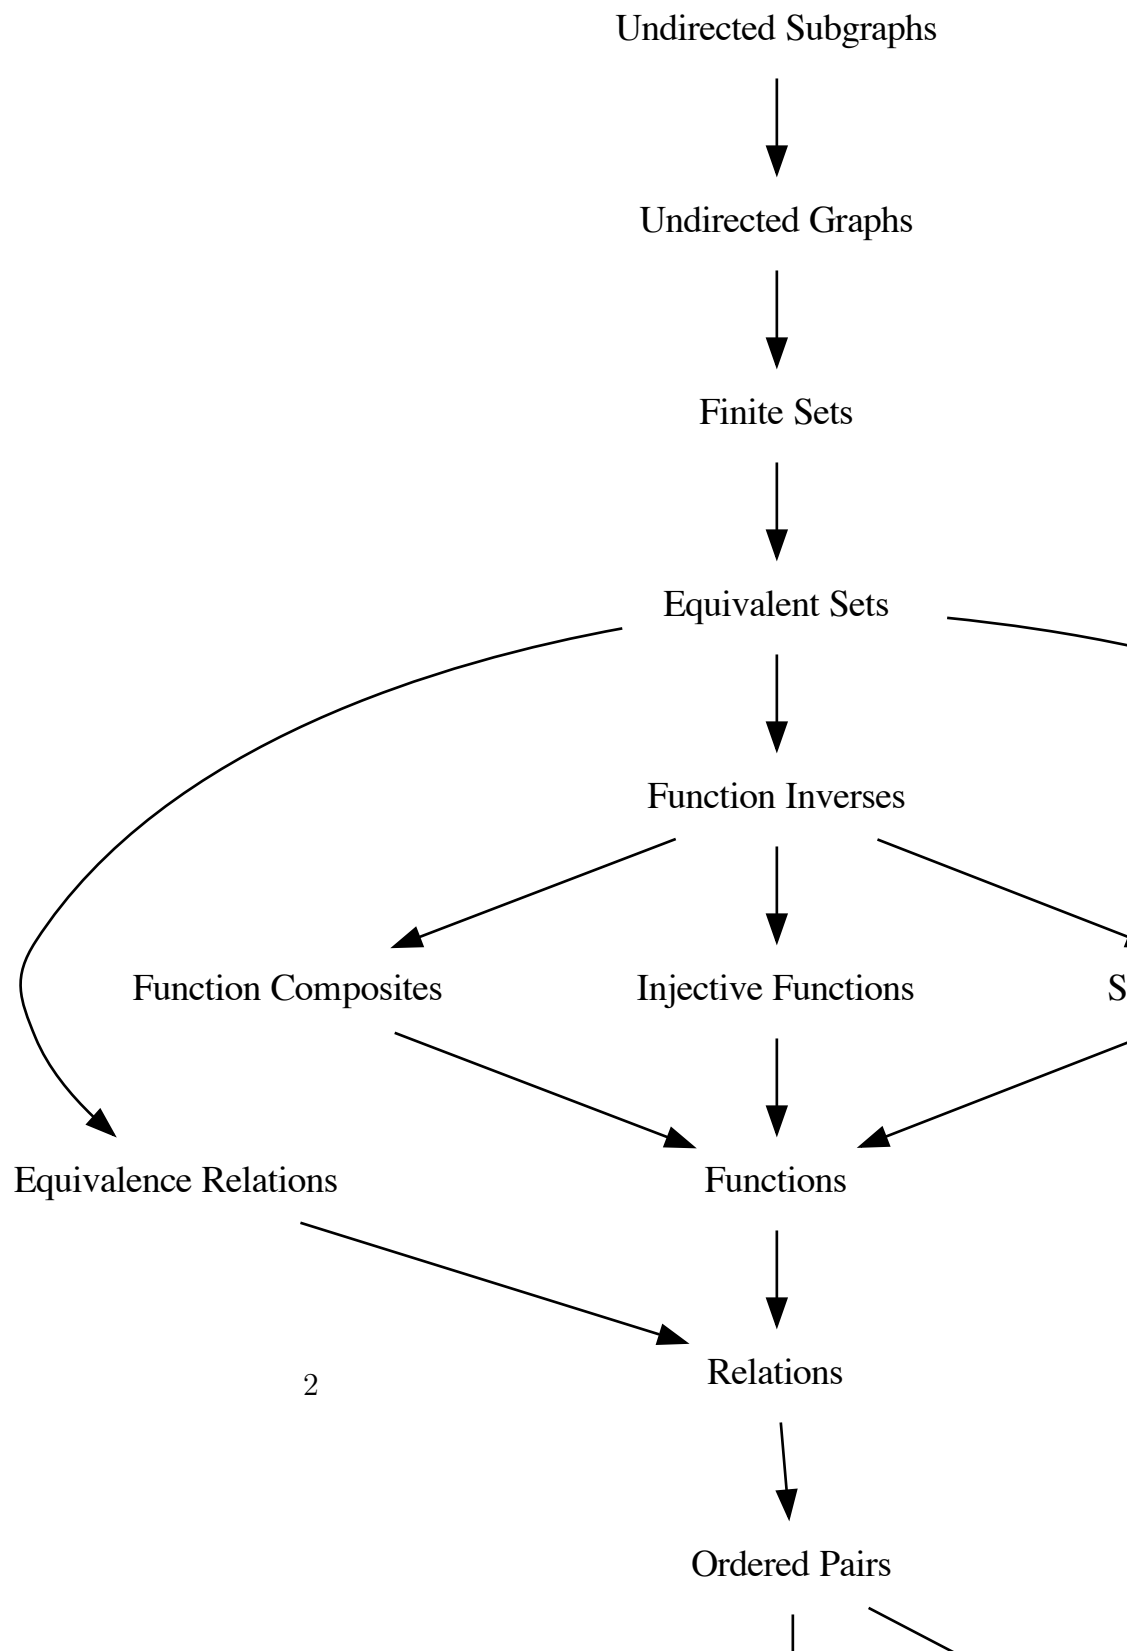 Undirected Subgraphs
Undirected Graphs
Finite Sets
Equivalent Sets
Function Inverses
Function Composites
Injective Functions
S
Equivalence Relations
Functions
Relations
2
Ordered Pairs